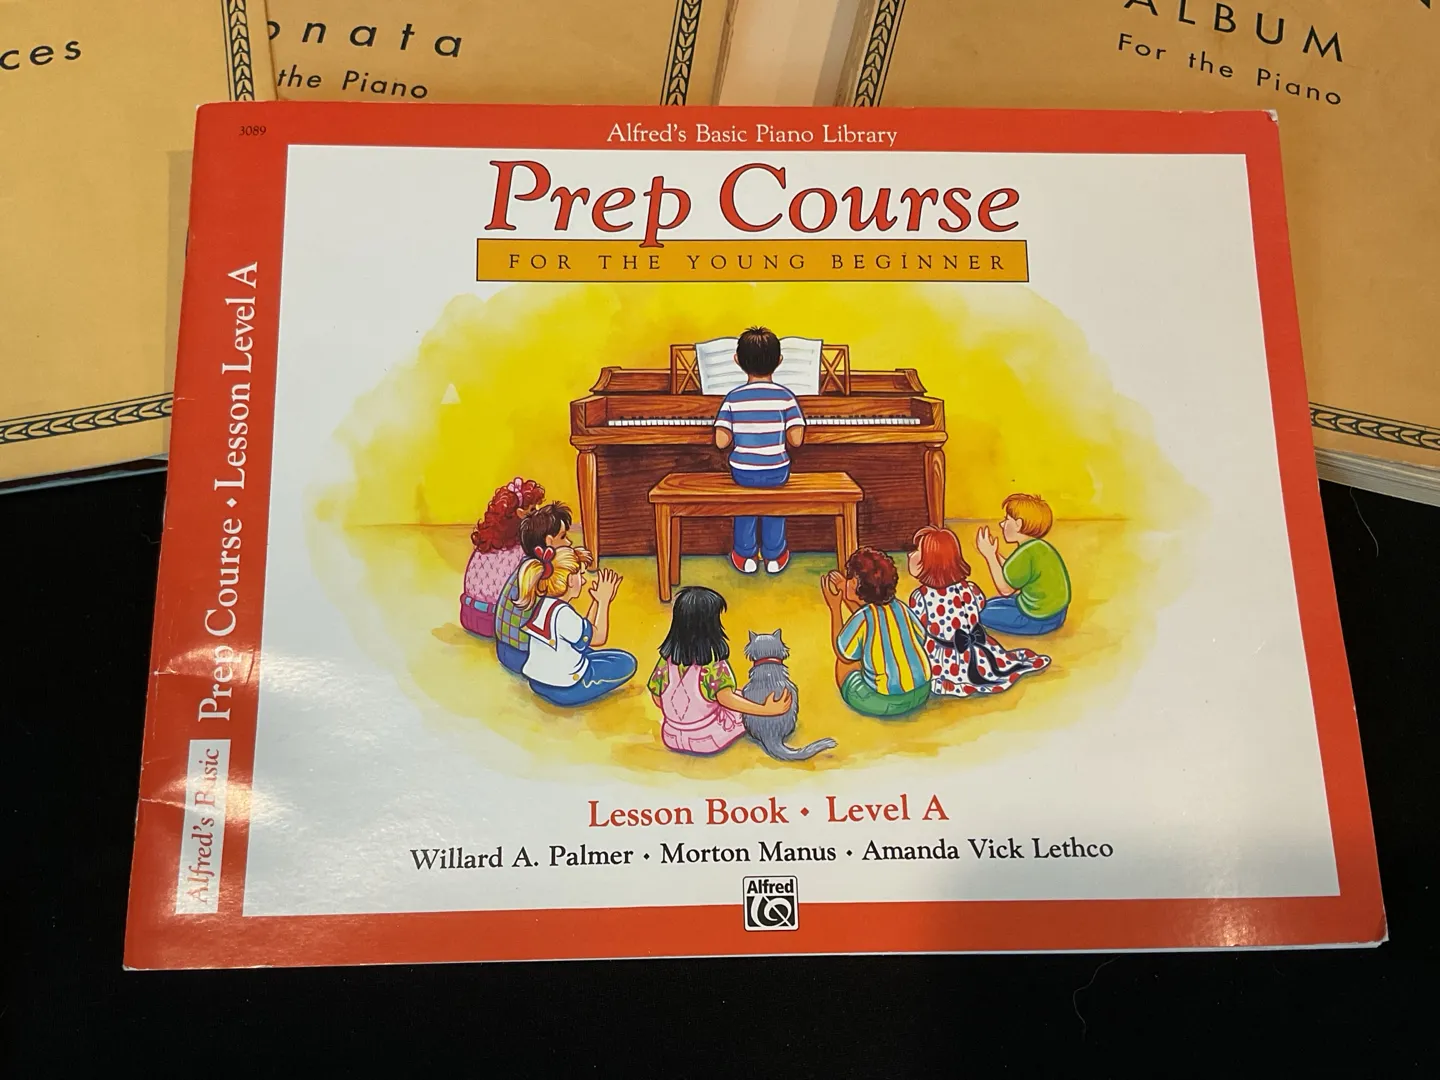 ces
onata
the Piano
ALBUM
For the Piano
3089
Alfred's Basic Piano Library
Prep Course
FOR THE YOUNG BEGINNER
Alfred's Basic Prep Course • Lesson Level A
Lesson Book • Level A
Willard A. Palmer • Morton Manus • Amanda Vick Lethco
Alfred